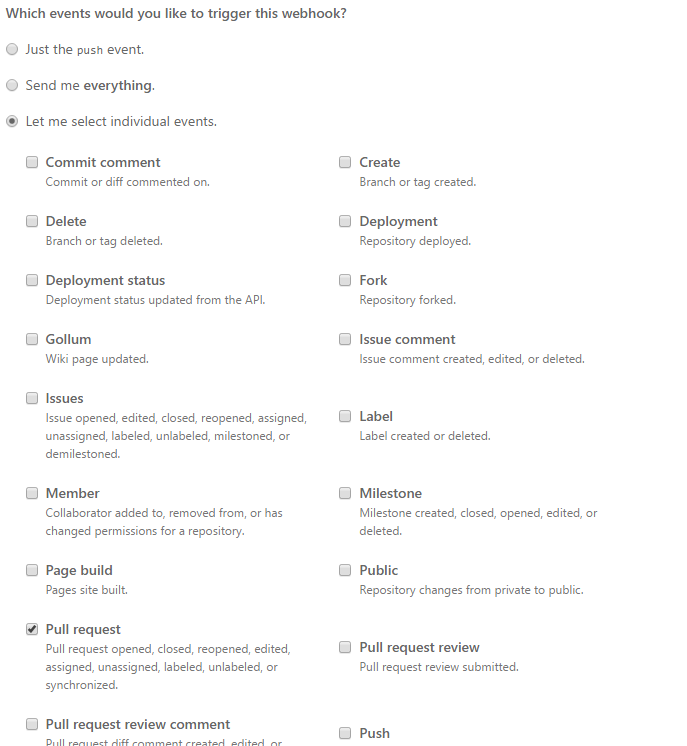 Which events would you like to trigger this webhook?
Just the push event.
Send me everything.
Let me select individual events.
Commit comment
Commit or diff commented on.
Create
Branch or tag created.
Delete
Branch or tag deleted.
Deployment
Repository deployed.
Deployment status
Deployment status updated from the API.
Fork
Repository forked.
Gollum
Wiki page updated.
Issue comment
Issue comment created, edited, or deleted.
Issues
Issue opened, edited, closed, reopened, assigned,
unassigned, labeled, unlabeled, milestoned, or
demilestoned.
Label
Label created or deleted.
Member
Collaborator added to, removed from, or has
changed permissions for a repository.
Milestone
Milestone created, closed, opened, edited, or
deleted.
Page build
Pages site built.
Public
Repository changes from private to public.
Pull request
Pull request opened, closed, reopened, edited,
assigned, unassigned, labeled, unlabeled, or
synchronized.
Pull request review
Pull request review submitted.
Pull request review comment
Pull request diff comment created, edited, or
Push